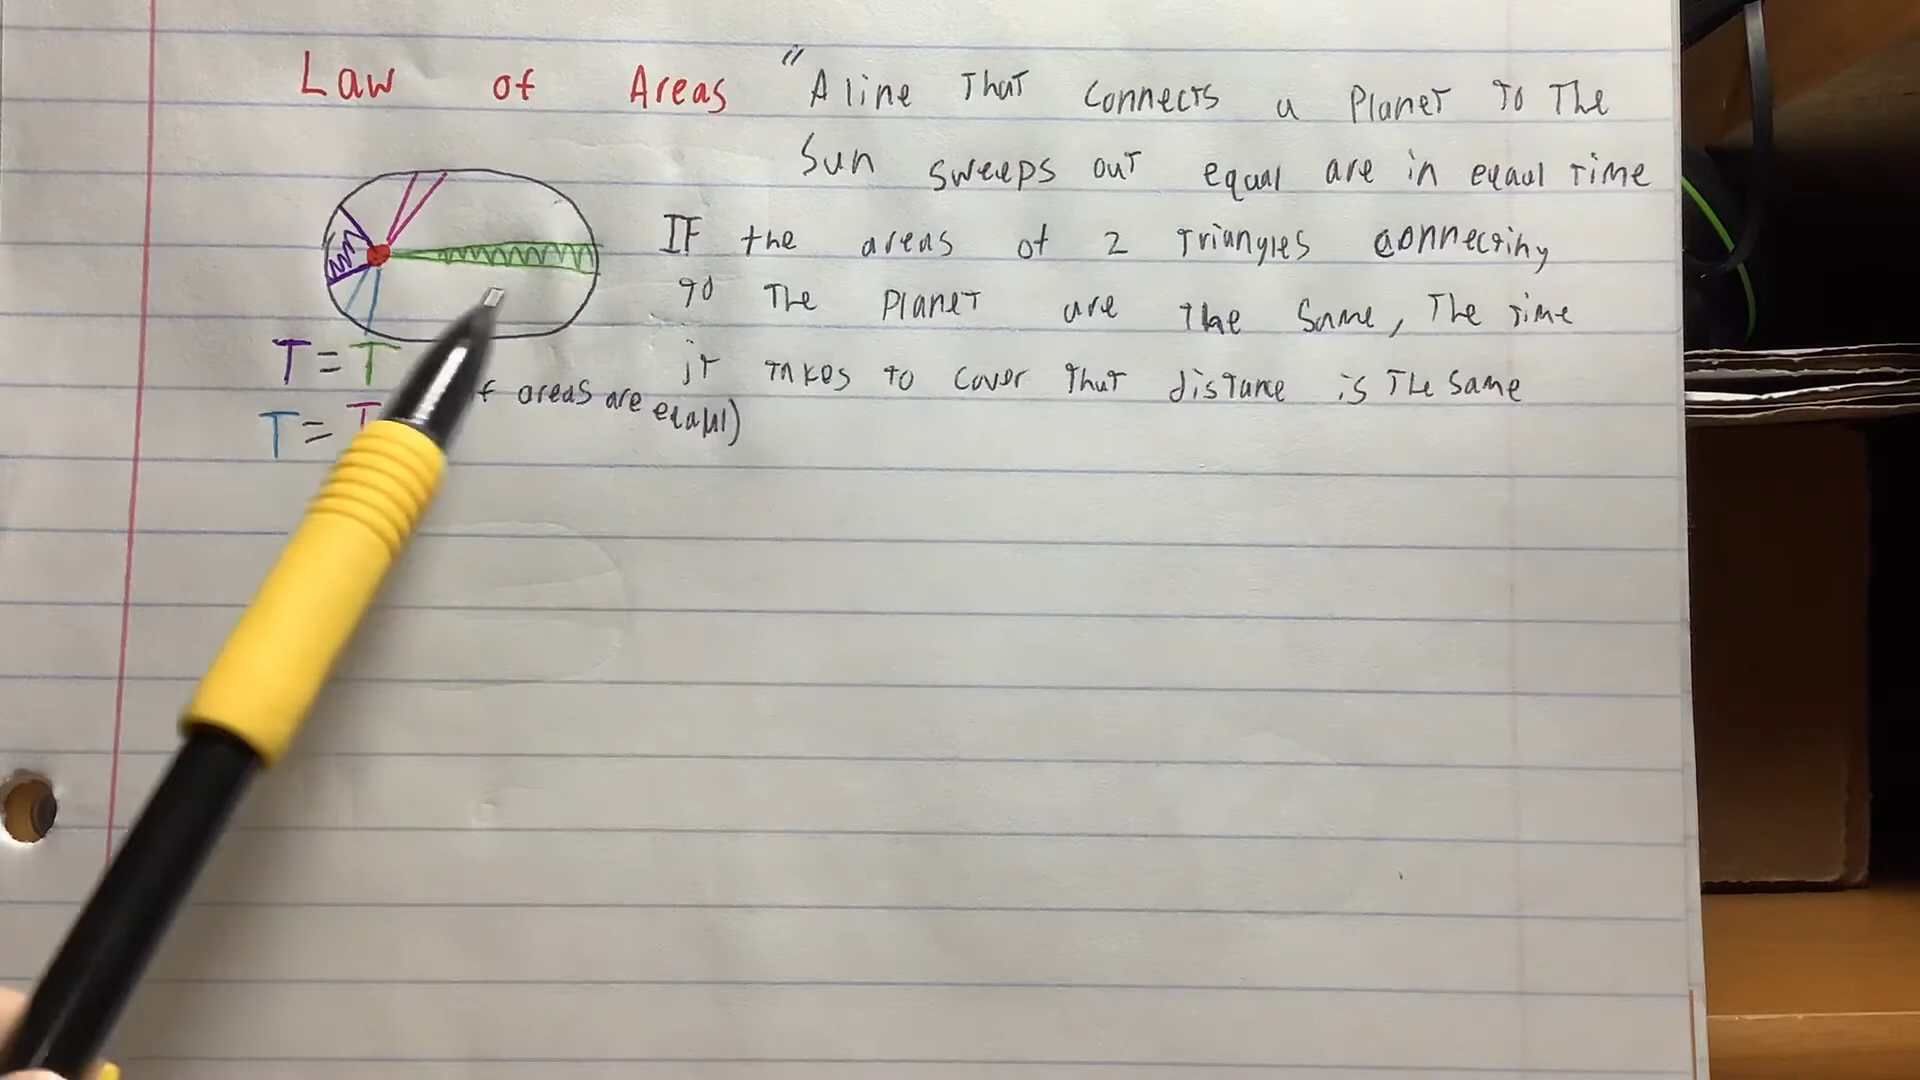 Law of Areas "A line That connects a Planet To The
Sun sweeps out equal are in equal Time
IF the areas of 2 Triangles connecting
To The Planet are The Same, The Time
it Takes To Cover That distance is The Same
T = T
areas are equal)
T = T